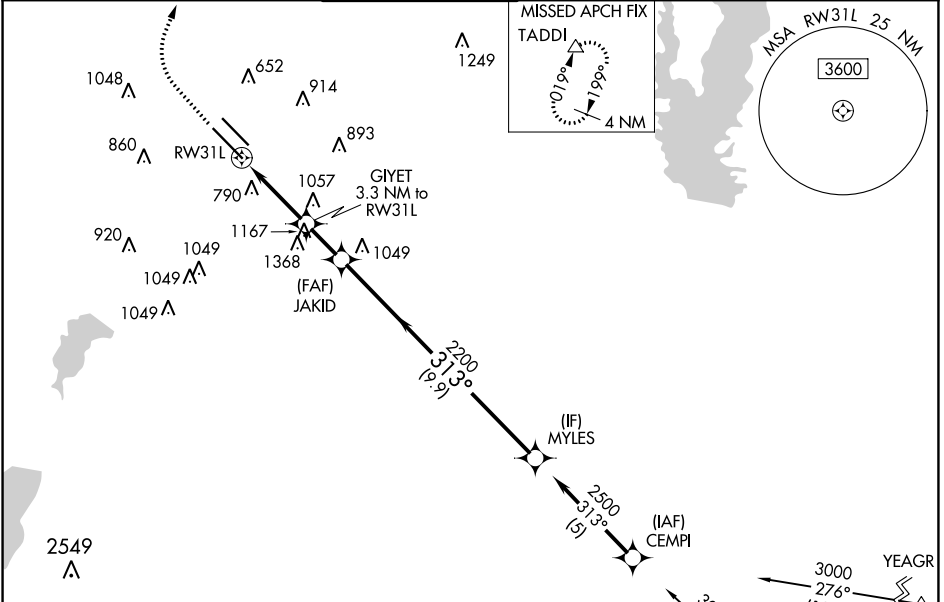 MISSED APCH FIX
TADDI
019°
199°
4 NM
MSA RW31L 25 NM
3600
1249
652
1048
914
893
860
RW31L
790
1057
GIYET
3.3 NM to
RW31L
1167
920
1368
1049
1049
1049
1049
(FAF)
JAKID
2200
313°
(9.9)
(IF)
MYLES
2500
313°
(5)
(IAF)
CEMPI
2549
YEAGR
3000
276°